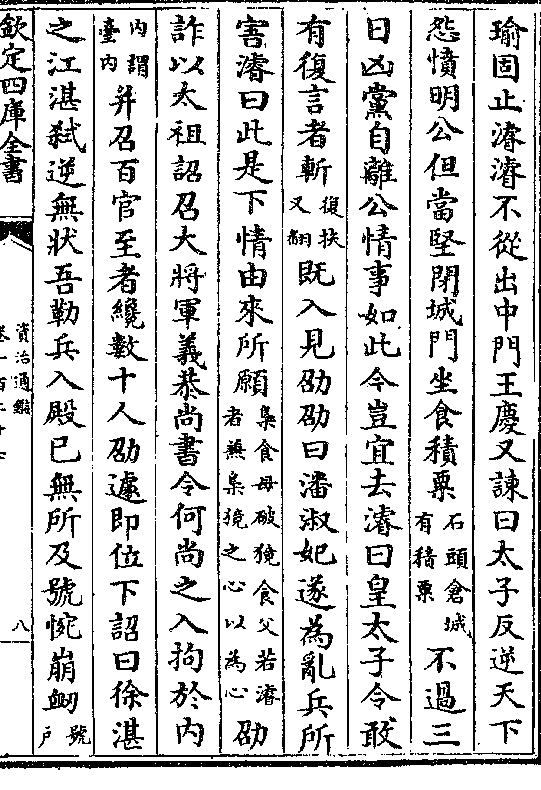 瑜固止濬濬不從出中門王慶又諫曰太子反逆天下
怨憤明公但當堅閉城門坐食積粟石頭倉城有積粟不過三
日凶黨自離公情事如此今豈宜去濬曰皇太子令敢
有復言者斬復扶又翻既入見劭劭曰潘淑妃遂為亂兵所
害濬曰此是下情由來所願梟食母破獍食父若濬者兼梟獍之心以為心劭
詐以太祖詔召大將軍義恭尚書令何尚之入拘於內
內謂臺內并召百官至者纔數十人劭遽即位下詔曰徐湛
之江湛弒逆無狀吾勒兵入殿已無所及號惋崩衂號戶
欽定四庫全書
資治通鑑
卷一百二十七
八